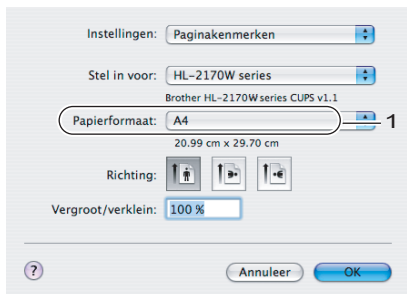 Instellingen: Paginakenmerken
Stel in voor: HL-2170W series
Brother HL-2170W series CUPS v1.1
Papierformaat: A4 1
20.99 cm x 29.70 cm
Richting:
Vergroot/verklein: 100 %
? Annuleer OK